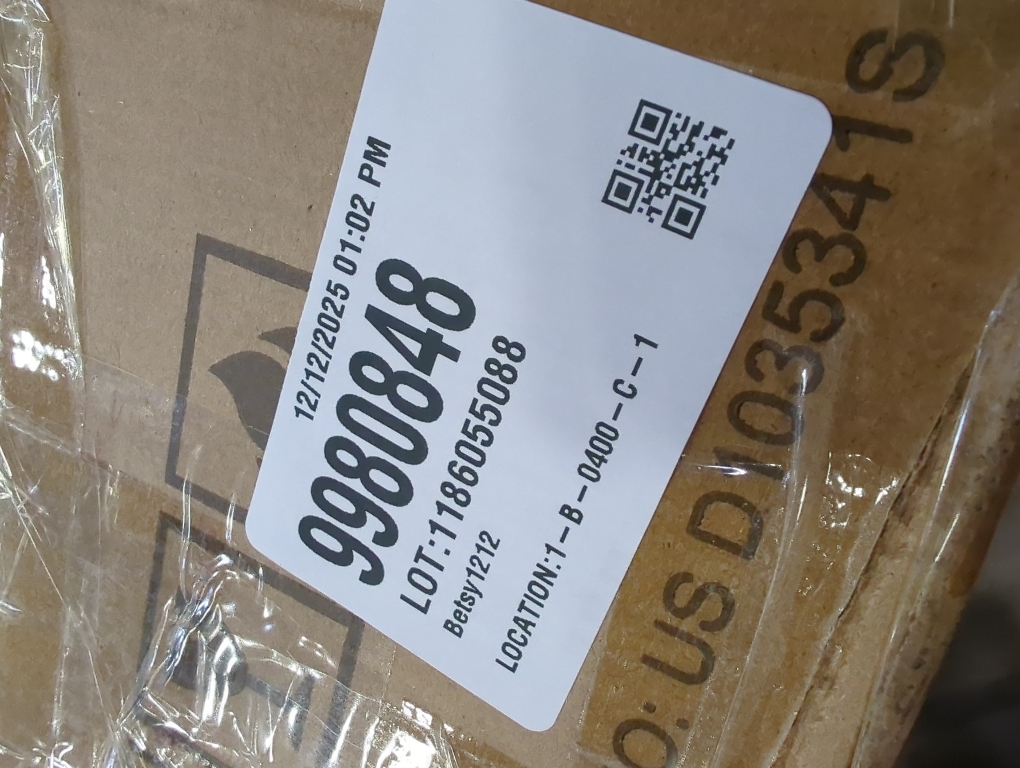 12/12/2025 01:02 PM
9980848
LOT:1186055088
Betsy1212
LOCATION:1-B-0400-C-1
O: US D1035341S